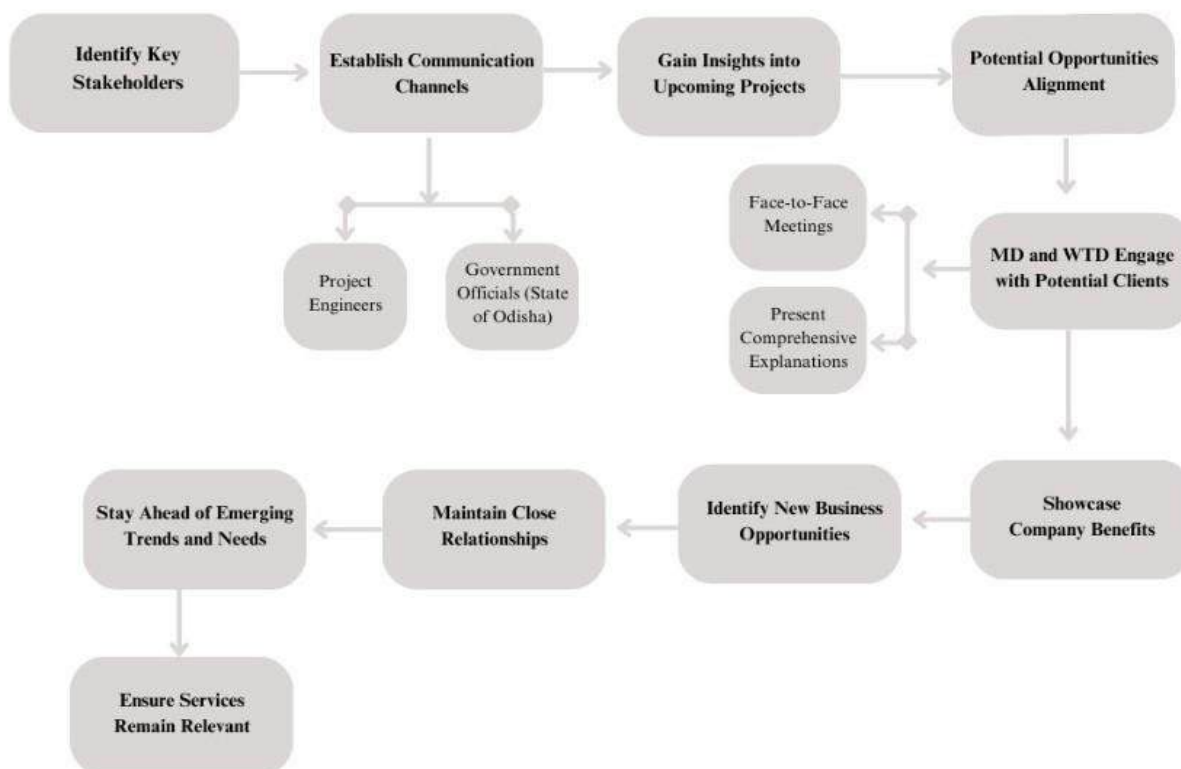 Identify Key
Stakeholders
Establish Communication
Channels
Gain Insights into
Upcoming Projects
Potential Opportunities
Alignment
Project
Engineers
Government
Officials (State
of Odisha)
Face-to-Face
Meetings
Present
Comprehensive
Explanations
MD and WTD Engage
with Potential Clients
Showcase
Company Benefits
Identify New Business
Opportunities
Maintain Close
Relationships
Stay Ahead of Emerging
Trends and Needs
Ensure Services
Remain Relevant